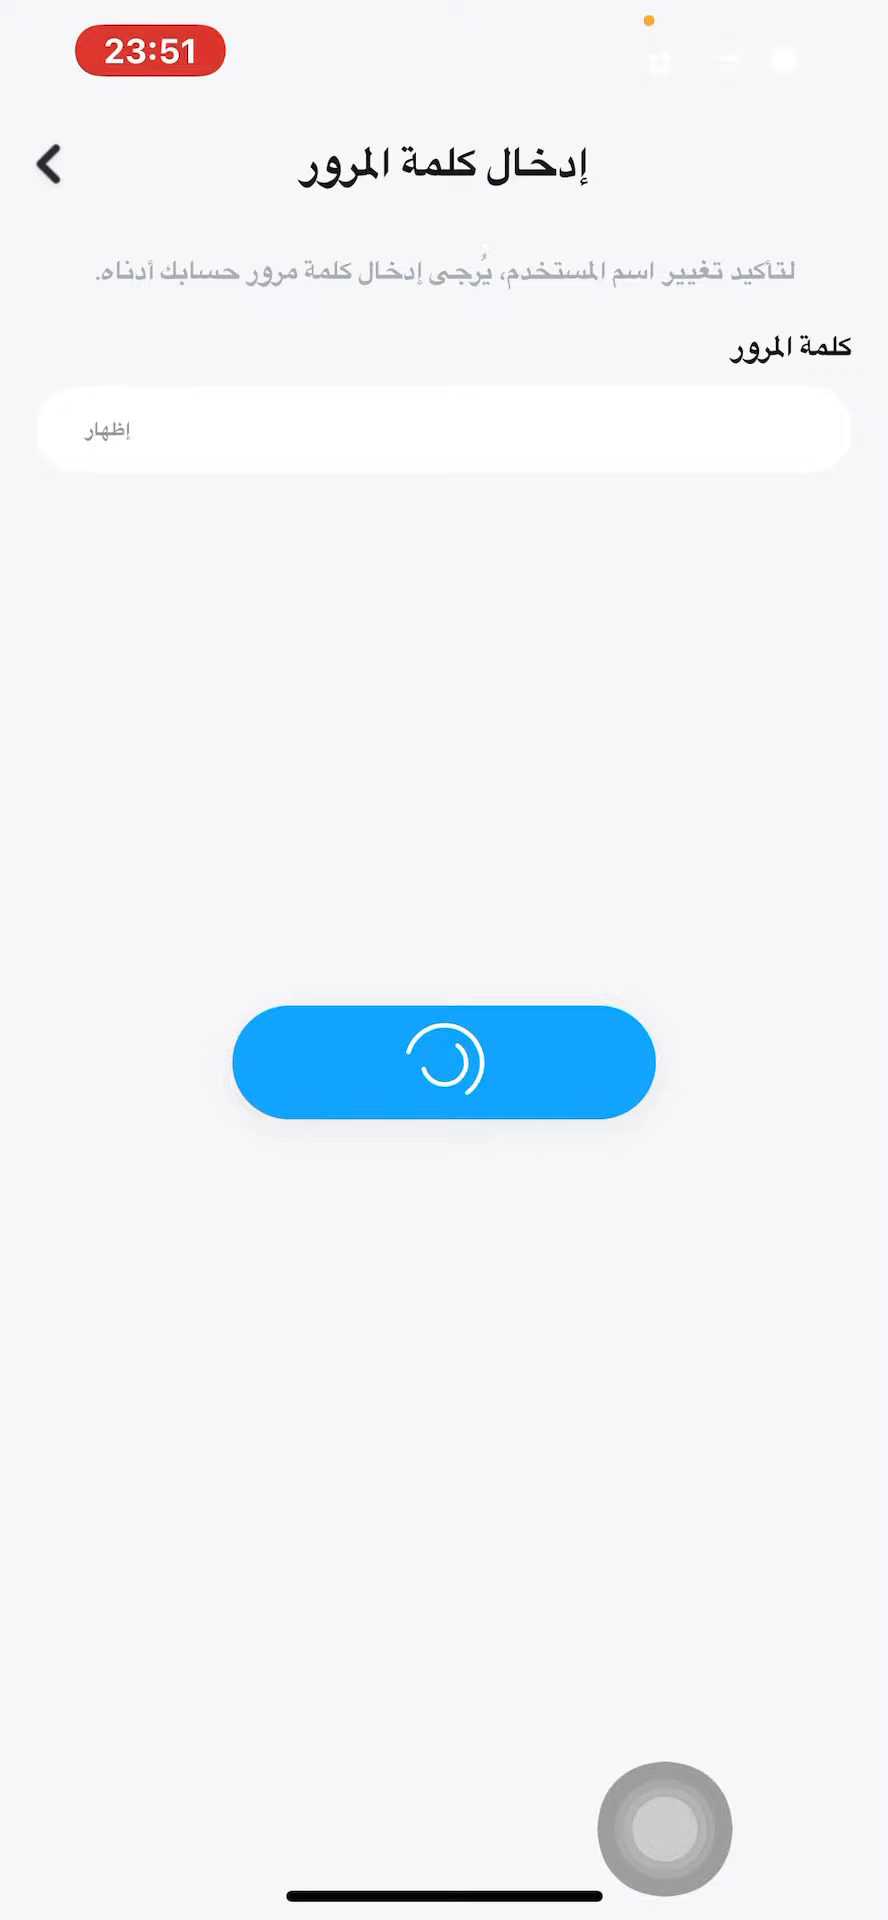 23:51
إدخال كلمة المرور
لتأكيد تغيير اسم المستخدم، يُرجى إدخال كلمة مرور حسابك أدناه.
كلمة المرور
إظهار